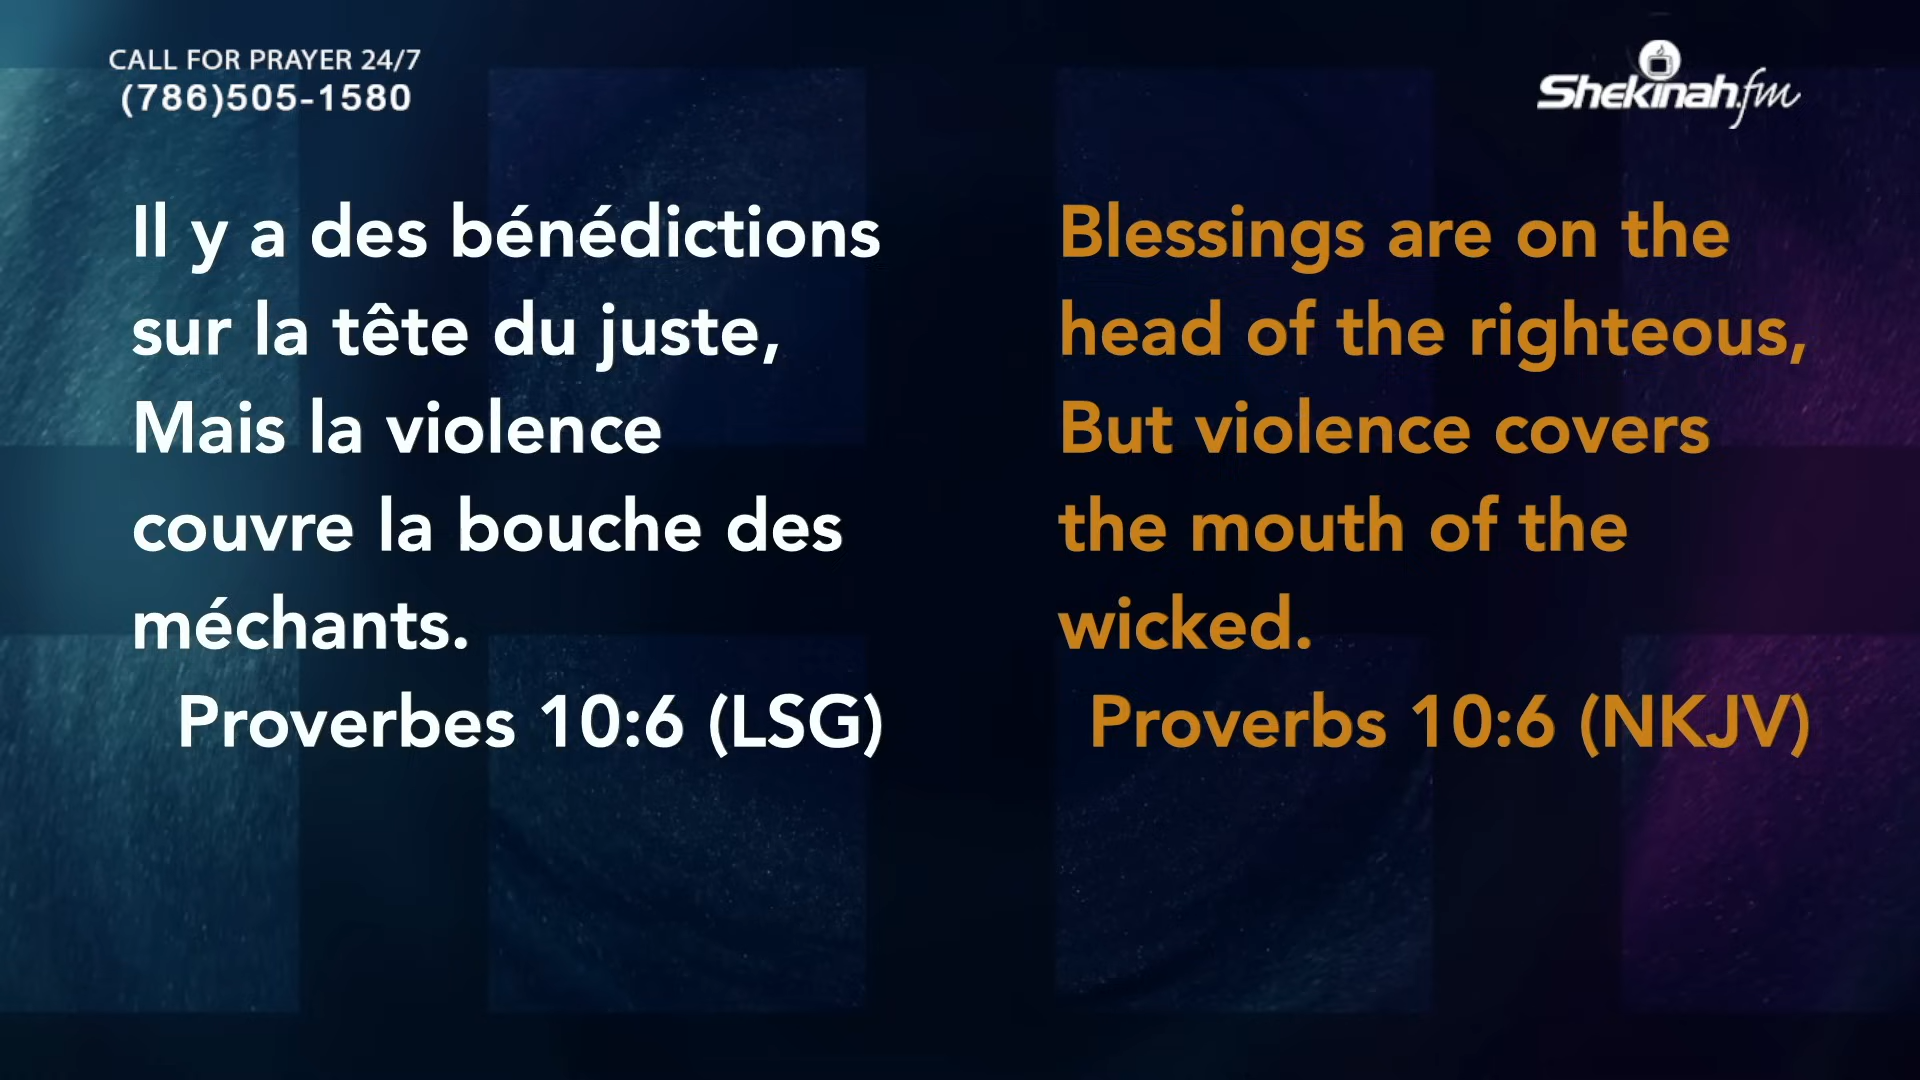 CALL FOR PRAYER 24/7
(786)505-1580
Shekinah.fm
Il y a des bénédictions
sur la tête du juste,
Mais la violence
couvre la bouche des
méchants.
Proverbes 10:6 (LSG)
Blessings are on the
head of the righteous,
But violence covers
the mouth of the
wicked.
Proverbs 10:6 (NKJV)